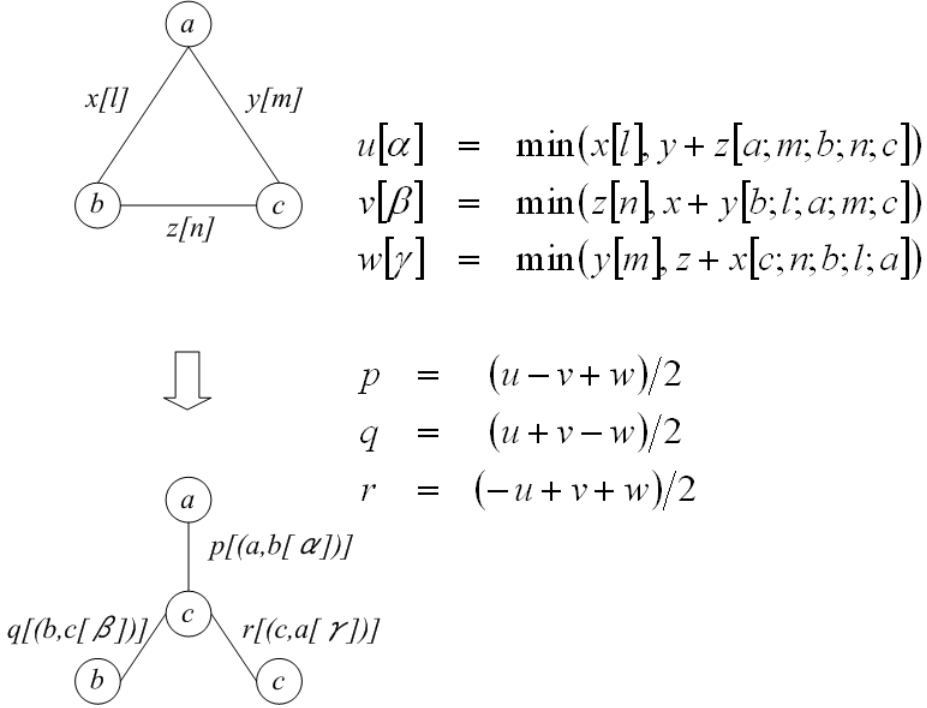 a
x[l]
y[m]
b
c
z[n]
u[α] = min(x[l], y + z[a; m; b; n; c])
v[β] = min(z[n], x + y[b; l; a; m; c])
w[γ] = min(y[m], z + x[c; n; b; l; a])
p = (u − v + w)/2
q = (u + v − w)/2
r = (−u + v + w)/2
a
p[(a,b[ α])]
c
q[(b,c[ β])]
r[(c,a[ γ])]
b
c